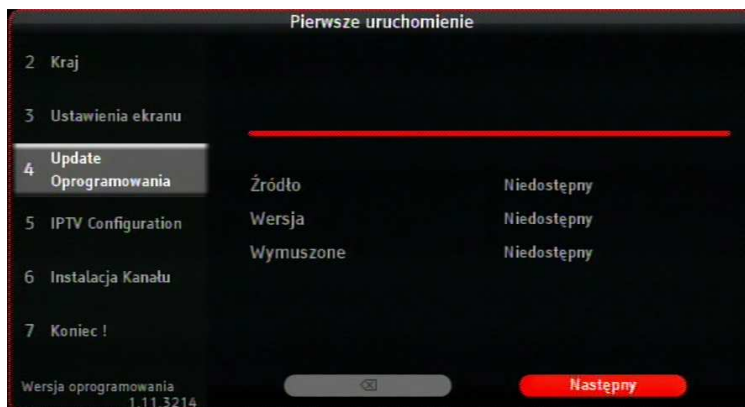 Pierwsze uruchomienie
2 Kraj
3 Ustawienia ekranu
4 Update
Oprogramowania
5 IPTV Configuration
6 Instalacja Kanału
7 Koniec !
Źródło Niedostępny
Wersja Niedostępny
Wymuszone Niedostępny
Wersja oprogramowania
1.11.3214
Następny